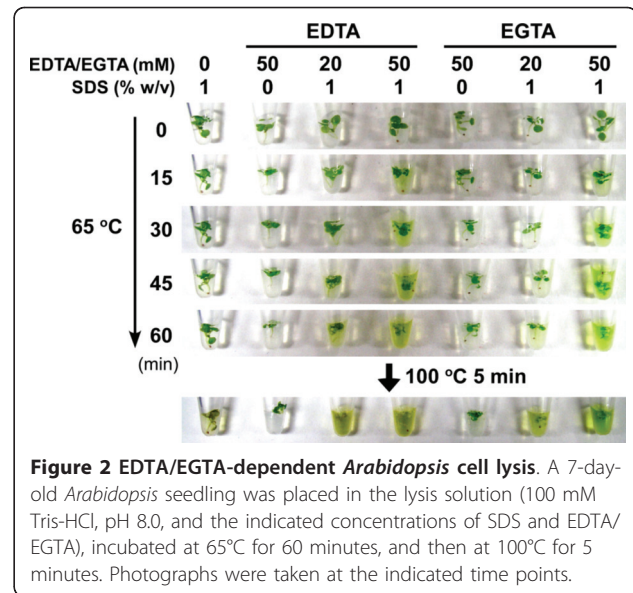 EDTA EGTA
EDTA/EGTA (mM) 0 50 20 50 50 20 50
SDS (% w/v) 1 0 1 1 0 1 1
0
15
65 °C 30
45
60
(min)
100 °C 5 min
Figure 2 EDTA/EGTA-dependent Arabidopsis cell lysis. A 7-day-
old Arabidopsis seedling was placed in the lysis solution (100 mM
Tris-HCl, pH 8.0, and the indicated concentrations of SDS and EDTA/
EGTA), incubated at 65°C for 60 minutes, and then at 100°C for 5
minutes. Photographs were taken at the indicated time points.